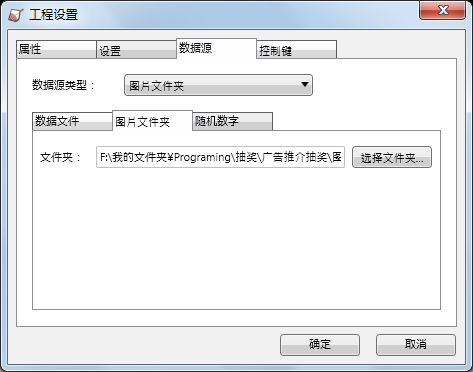 工程设置
属性 设置 数据源 控制键
数据源类型： 图片文件夹
数据文件 图片文件夹 随机数字
文件夹： F:\我的文件夹¥Programing\抽奖\广告推介抽奖\图 选择文件夹...
确定 取消